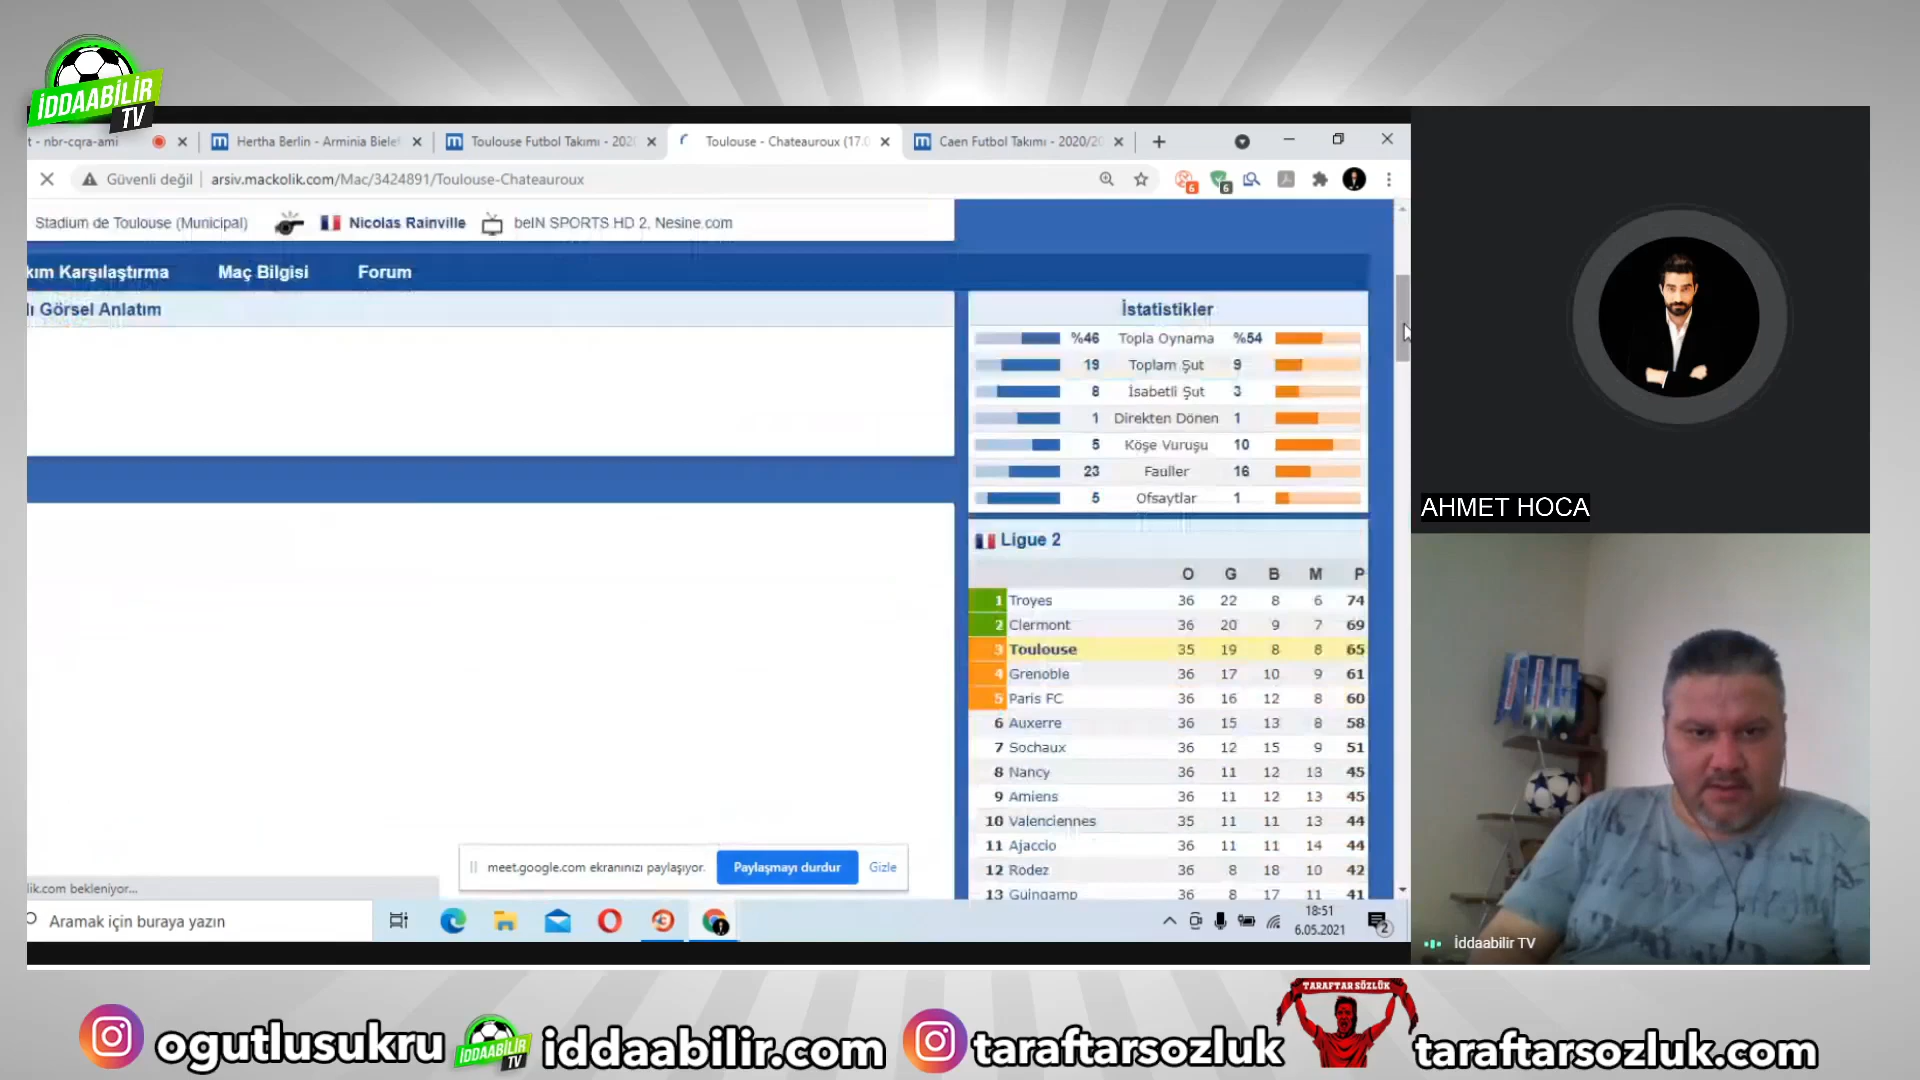 İDDAABİLİR
TV
t - nbr-cqra-ami
Hertha Berlin - Arminia Bielef
Toulouse Futbol Takımı - 202
Toulouse - Chateauroux (17.0
Caen Futbol Takımı - 2020/20
Güvenli değil
arsiv.mackolik.com/Mac/3424891/Toulouse-Chateauroux
6
6
Stadium de Toulouse (Municipal)
Nicolas Rainville
beIN SPORTS HD 2, Nesine.com
kım Karşılaştırma
Maç Bilgisi
Forum
lı Görsel Anlatım
İstatistikler
%46 Topla Oynama %54
19 Toplam Şut 9
8 İsabetli Şut 3
1 Direkten Dönen 1
5 Köşe Vuruşu 10
23 Fauller 16
5 Ofsaytlar 1
Ligue 2
O G B M P
1 Troyes 36 22 8 6 74
2 Clermont 36 20 9 7 69
3 Toulouse 35 19 8 8 65
4 Grenoble 36 17 10 9 61
5 Paris FC 36 16 12 8 60
6 Auxerre 36 15 13 8 58
7 Sochaux 36 12 15 9 51
8 Nancy 36 11 12 13 45
9 Amiens 36 11 12 13 45
10 Valenciennes 35 11 11 13 44
11 Ajaccio 36 11 11 14 44
12 Rodez 36 8 18 10 42
13 Guingamp 36 8 17 11 41
meet.google.com ekranınızı paylaşıyor.
Paylaşmayı durdur
Gizle
lik.com bekleniyor...
Aramak için buraya yazın
18:51
6.05.2021
2
AHMET HOCA
İddaabilir TV
ogutlusukru
İDDAABİLİR
TV
iddaabilir.com
taraftarsozluk
TARAFTAR SÖZLÜK
taraftarsozluk.com